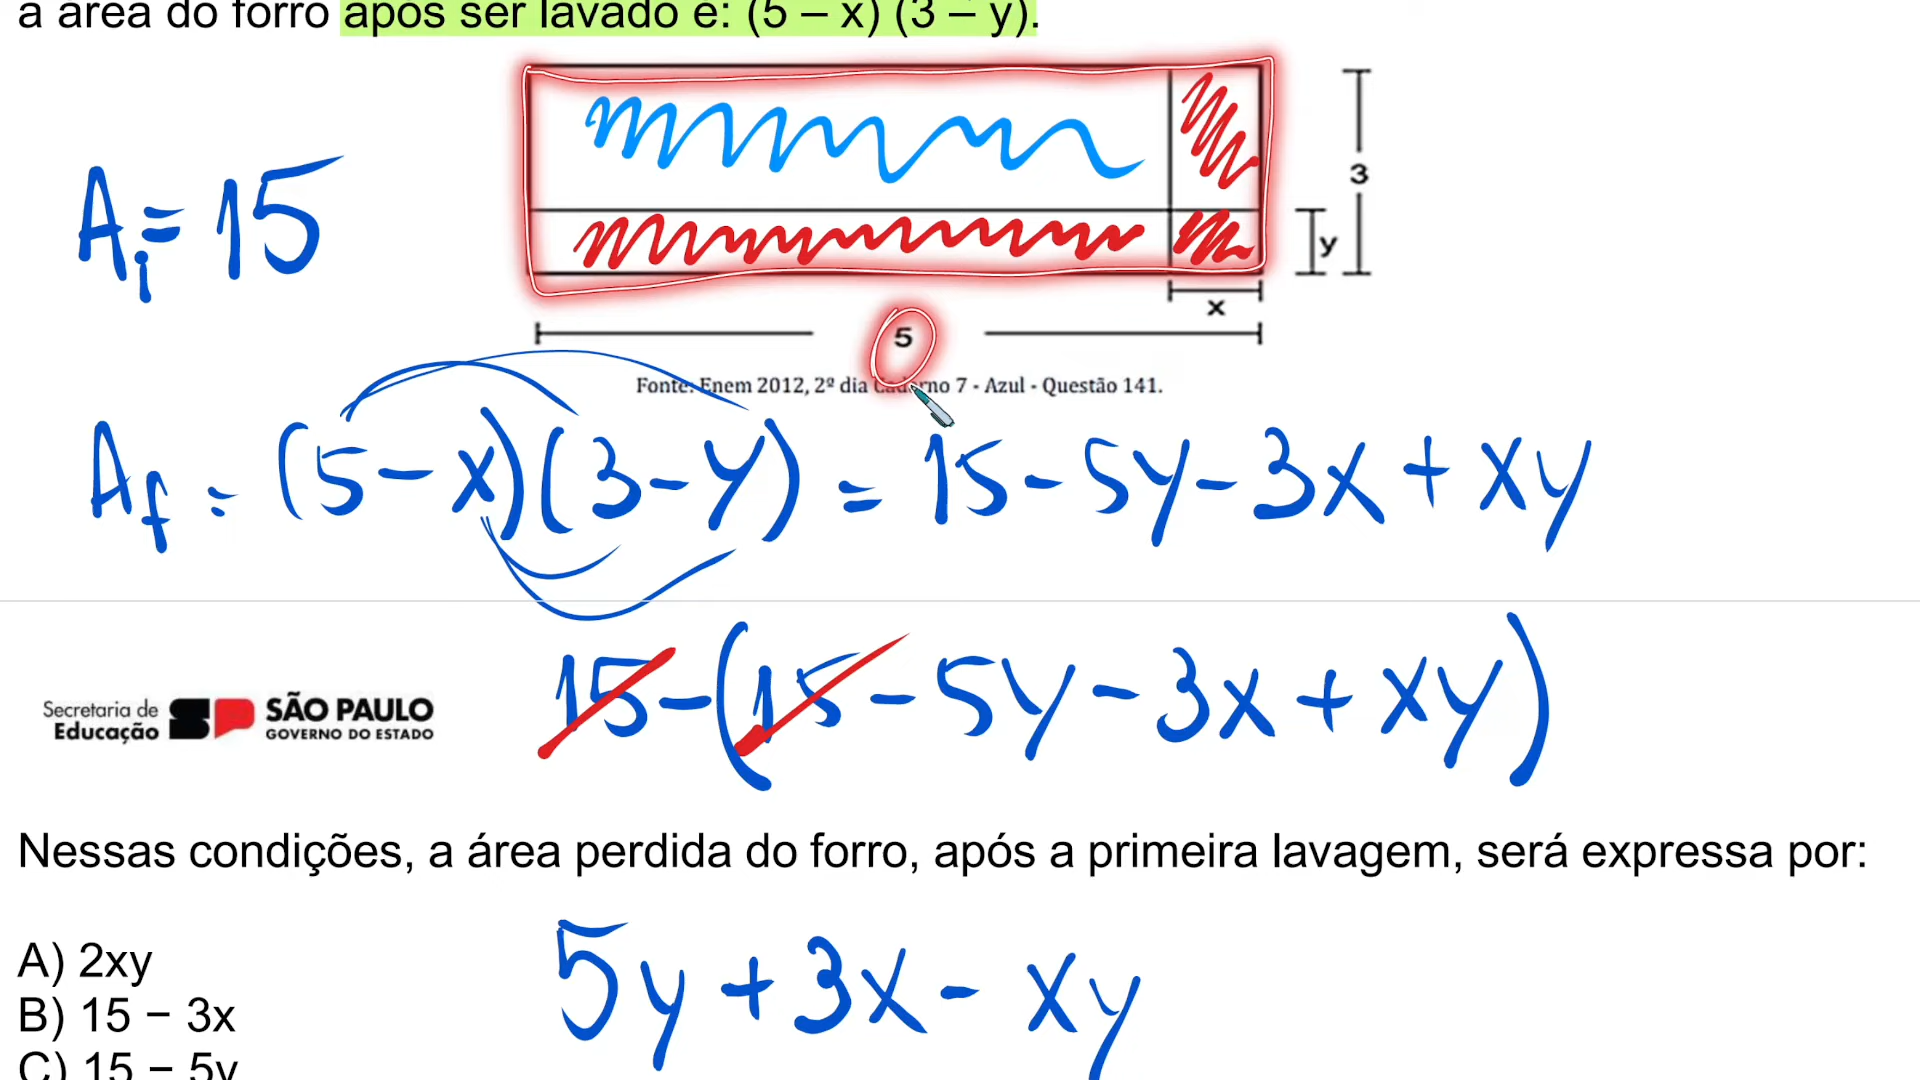 a área do forro após ser lavado é: (5 – x) (3 – y).
3
y
x
5
Fonte: Enem 2012, 2º dia Caderno 7 - Azul - Questão 141.
Ai = 15
Af = (5 - x)(3 - y) = 15 - 5y - 3x + xy
15 - (15 - 5y - 3x + xy)
Secretaria de
Educação
SP
SÃO PAULO
GOVERNO DO ESTADO
Nessas condições, a área perdida do forro, após a primeira lavagem, será expressa por:
5y + 3x - xy
A) 2xy
B) 15 − 3x
C) 15 − 5y